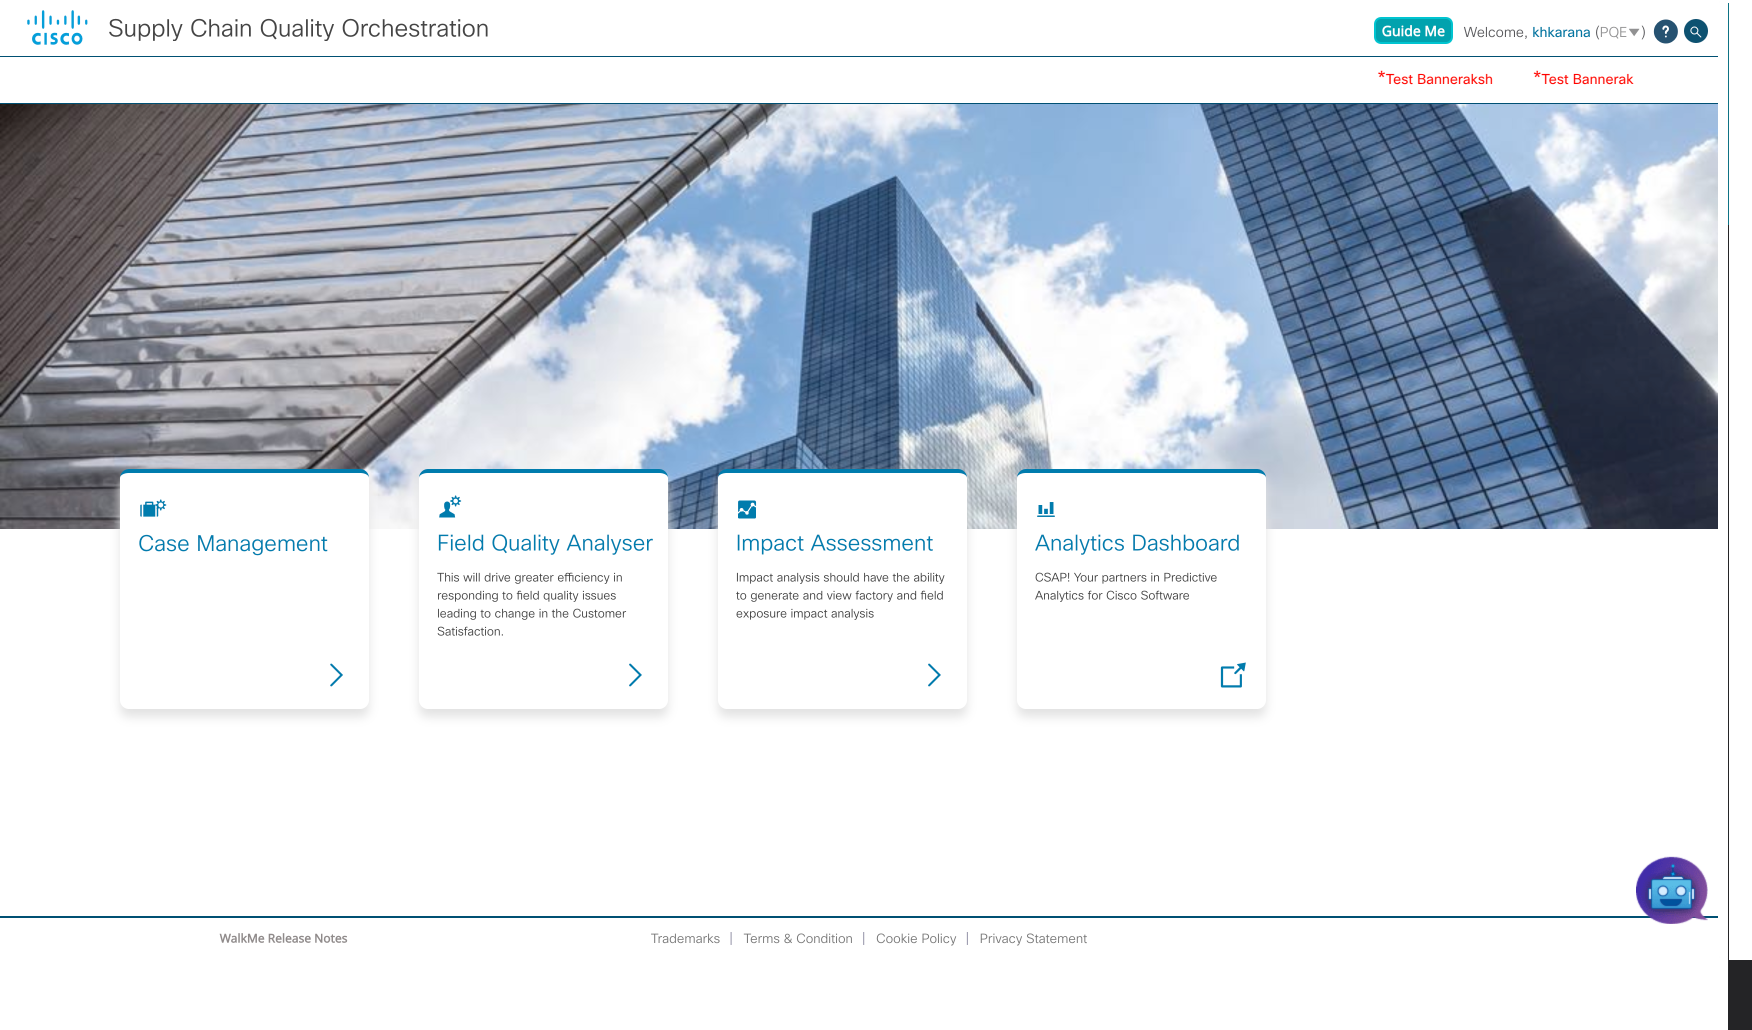 cisco
Supply Chain Quality Orchestration
Guide Me
Welcome, khkarana (PQE▼)
?
*Test Banneraksh *Test Bannerak
Case Management
Field Quality Analyser
This will drive greater efficiency in
responding to field quality issues
leading to change in the Customer
Satisfaction.
Impact Assessment
Impact analysis should have the ability
to generate and view factory and field
exposure impact analysis
Analytics Dashboard
CSAP! Your partners in Predictive
Analytics for Cisco Software
WalkMe Release Notes
Trademarks | Terms & Condition | Cookie Policy | Privacy Statement